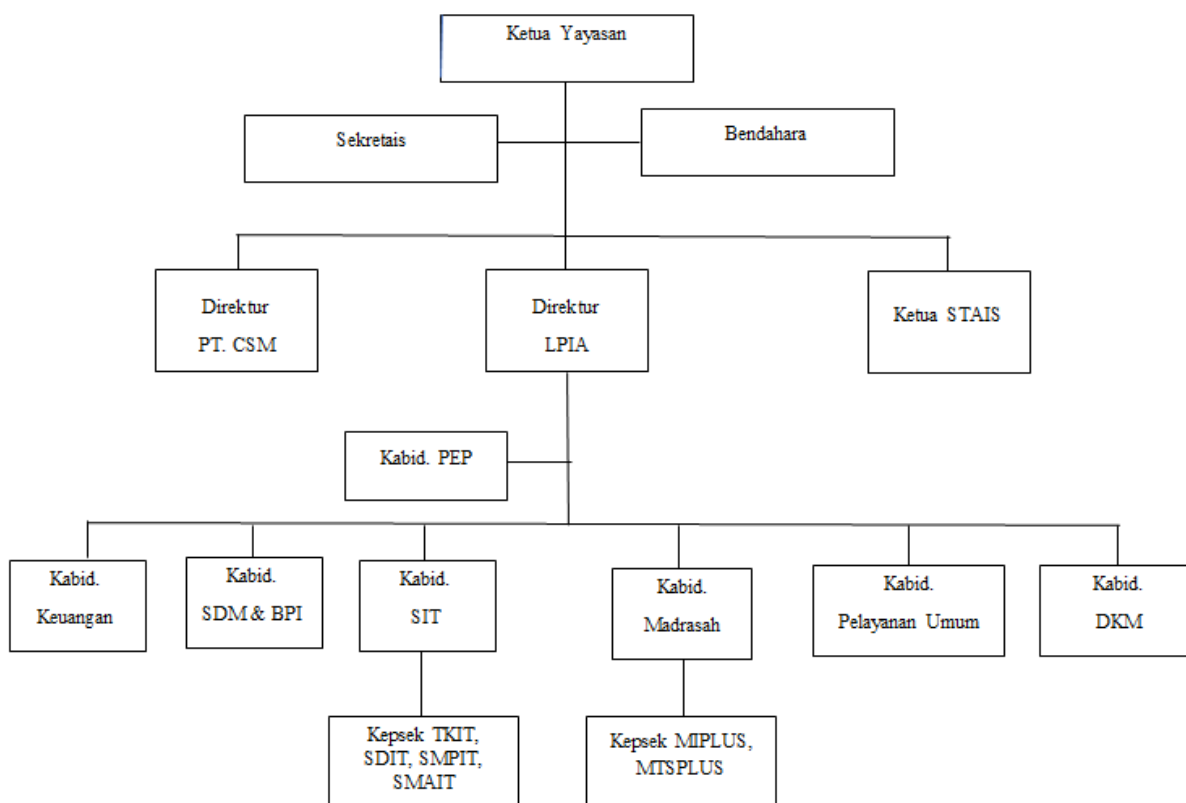 Ketua Yayasan
Sekretais
Bendahara
Direktur
PT. CSM
Direktur
LPIA
Ketua STAIS
Kabid. PEP
Kabid.
Keuangan
Kabid.
SDM & BPI
Kabid.
SIT
Kabid.
Madrasah
Kabid.
Pelayanan Umum
Kabid.
DKM
Kepsek TKIT,
SDIT, SMPIT,
SMAIT
Kepsek MIPLUS,
MTSPLUS